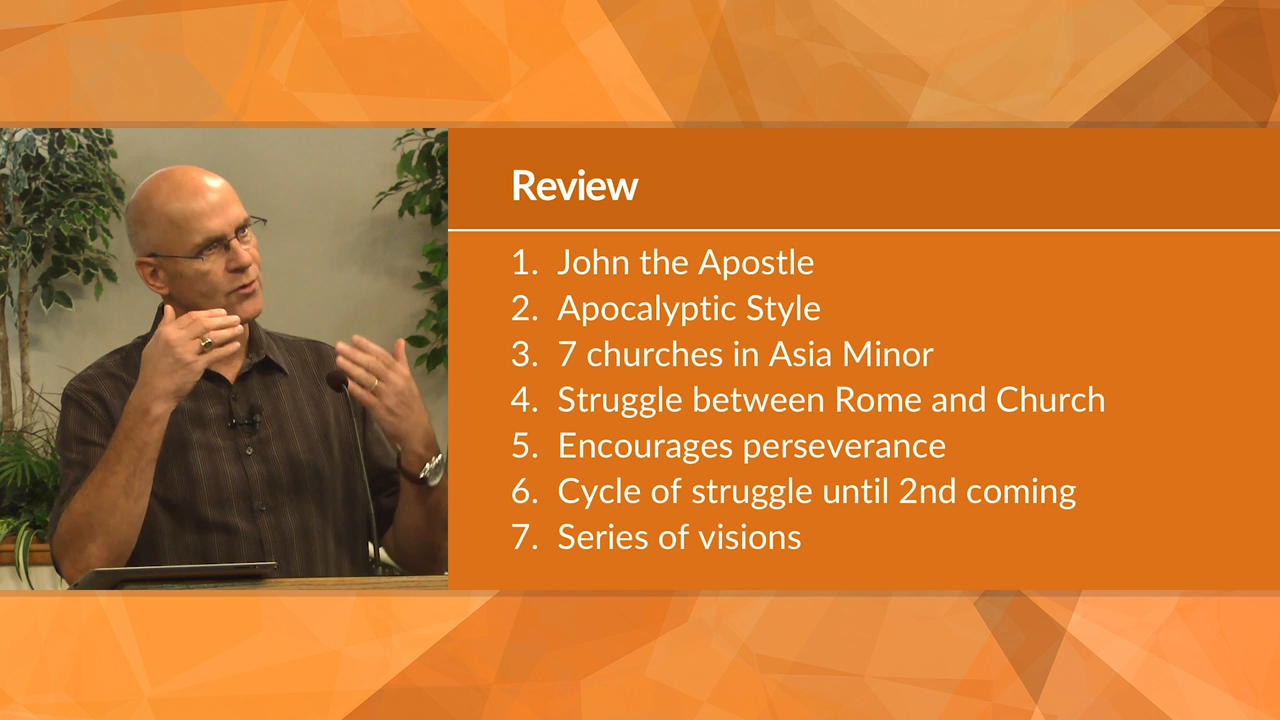 Review
1. John the Apostle
2. Apocalyptic Style
3. 7 churches in Asia Minor
4. Struggle between Rome and Church
5. Encourages perseverance
6. Cycle of struggle until 2nd coming
7. Series of visions